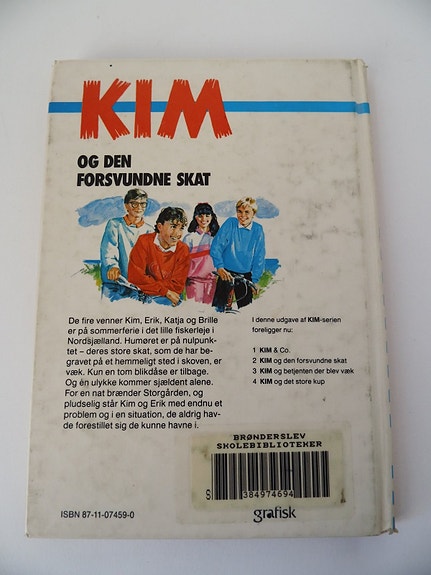 KIM
OG DEN
FORSVUNDNE SKAT
De fire venner Kim, Erik, Katja og Brille
er på sommerferie i det lille fiskerleje i
Nordsjælland. Humøret er på nulpunk-
tet – deres store skat, som de har be-
gravet på et hemmeligt sted i skoven, er
væk. Kun en tom blikdåse er tilbage.
Og en ulykke kommer sjældent alene.
For en nat brænder Storgården, og
pludselig står Kim og Erik med endnu et
problem og i en situation, de aldrig hav-
de forestillet sig de kunne havne i.
I denne udgave af KIM-serien
foreligger nu:
1 KIM & Co.
2 KIM og den forsvundne skat
3 KIM og betjenten der blev væk
4 KIM og det store kup
BRØNDERSLEV
SKOLEBIBLIOTEKER
S
384974694
ISBN 87-11-07459-0
grafisk